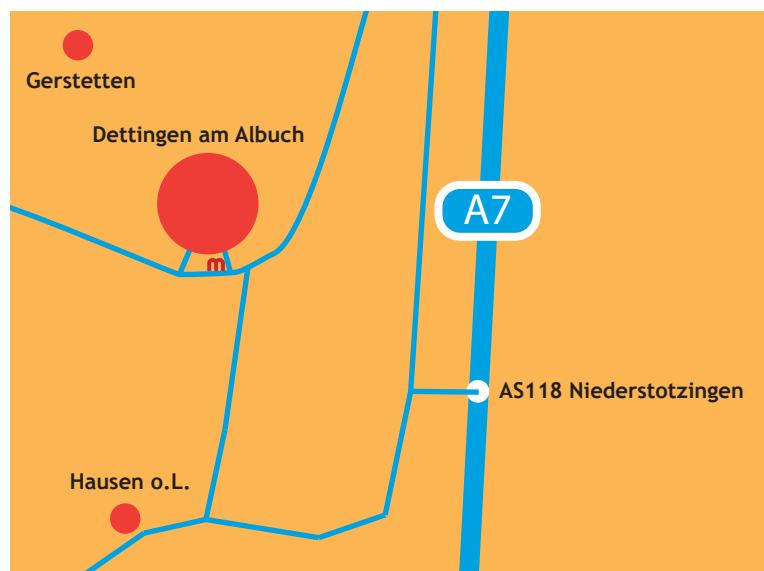 Gerstetten
Dettingen am Albuch
A7
m
AS118 Niederstotzingen
Hausen o.L.